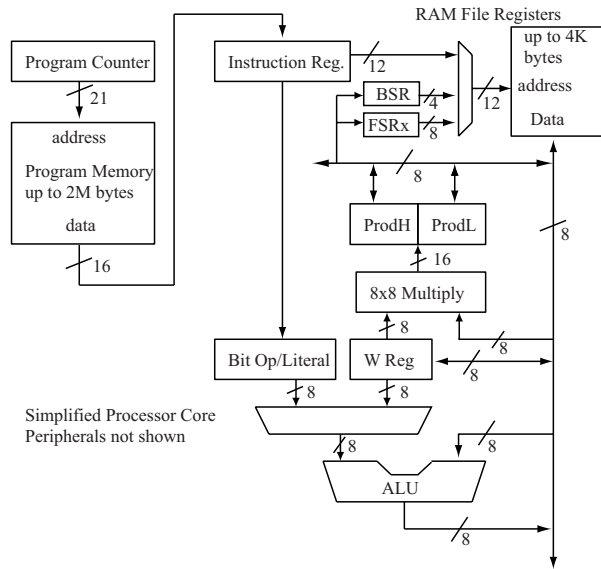 RAM File Registers
Program Counter
21
address
Program Memory
up to 2M bytes
data
16
Instruction Reg.
12
BSR
4
FSRx
8
12
up to 4K
bytes
address
Data
8
ProdH
ProdL
16
8x8 Multiply
8
8
8
Bit Op/Literal
W Reg
8
8
8
Simplified Processor Core
Peripherals not shown
8
8
ALU
8